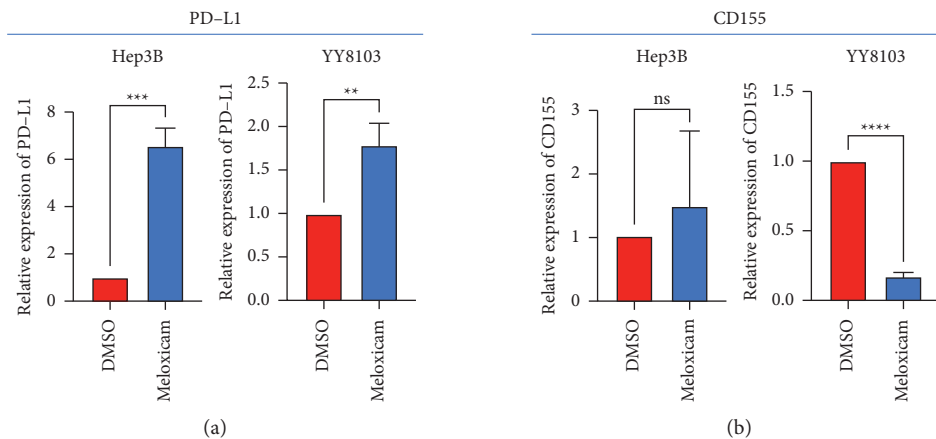 PD–L1
Hep3B
YY8103
Relative expression of PD–L1
8
6
4
2
0
***
DMSO
Meloxicam
Relative expression of PD–L1
2.5
2.0
1.5
1.0
0.5
0.0
**
DMSO
Meloxicam
(a)
CD155
Hep3B
YY8103
Relative expression of CD155
3
2
1
0
ns
DMSO
Meloxicam
Relative expression of CD155
1.5
1.0
0.5
0.0
****
DMSO
Meloxicam
(b)